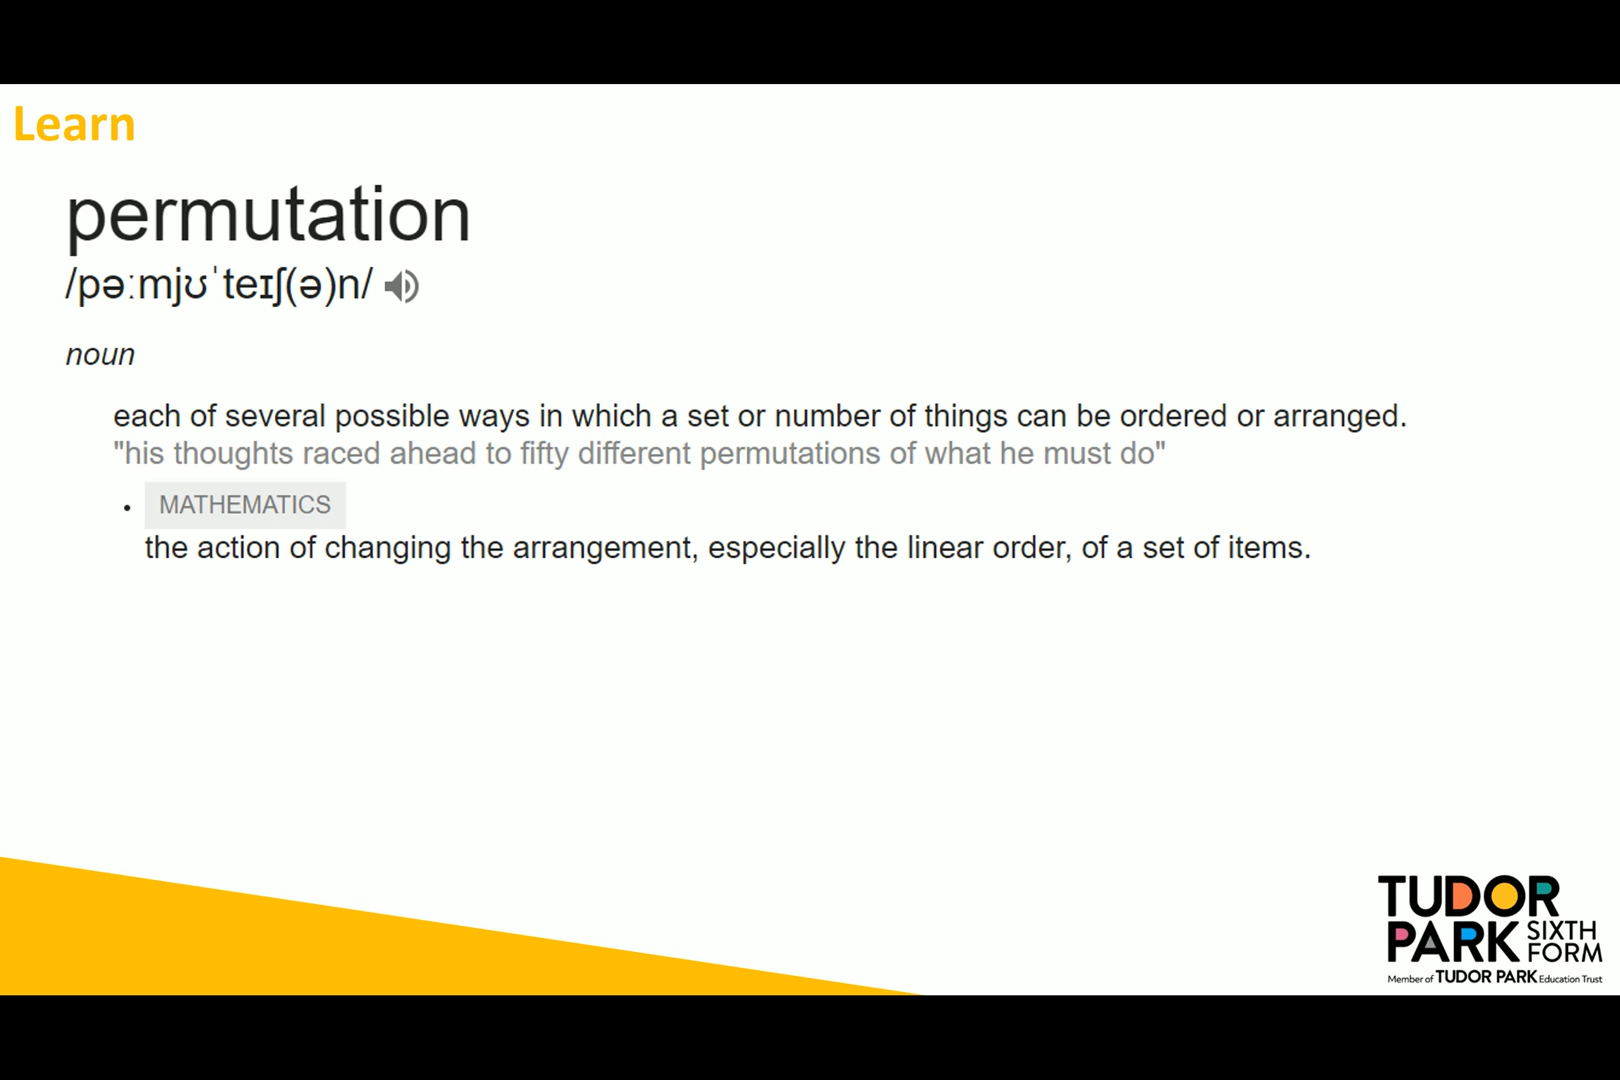 Learn
permutation
/pəːmjʊˈteɪʃ(ə)n/
noun
each of several possible ways in which a set or number of things can be ordered or arranged.
"his thoughts raced ahead to fifty different permutations of what he must do"
• MATHEMATICS
the action of changing the arrangement, especially the linear order, of a set of items.
TUDOR
PARK SIXTH FORM
Member of TUDOR PARK Education Trust